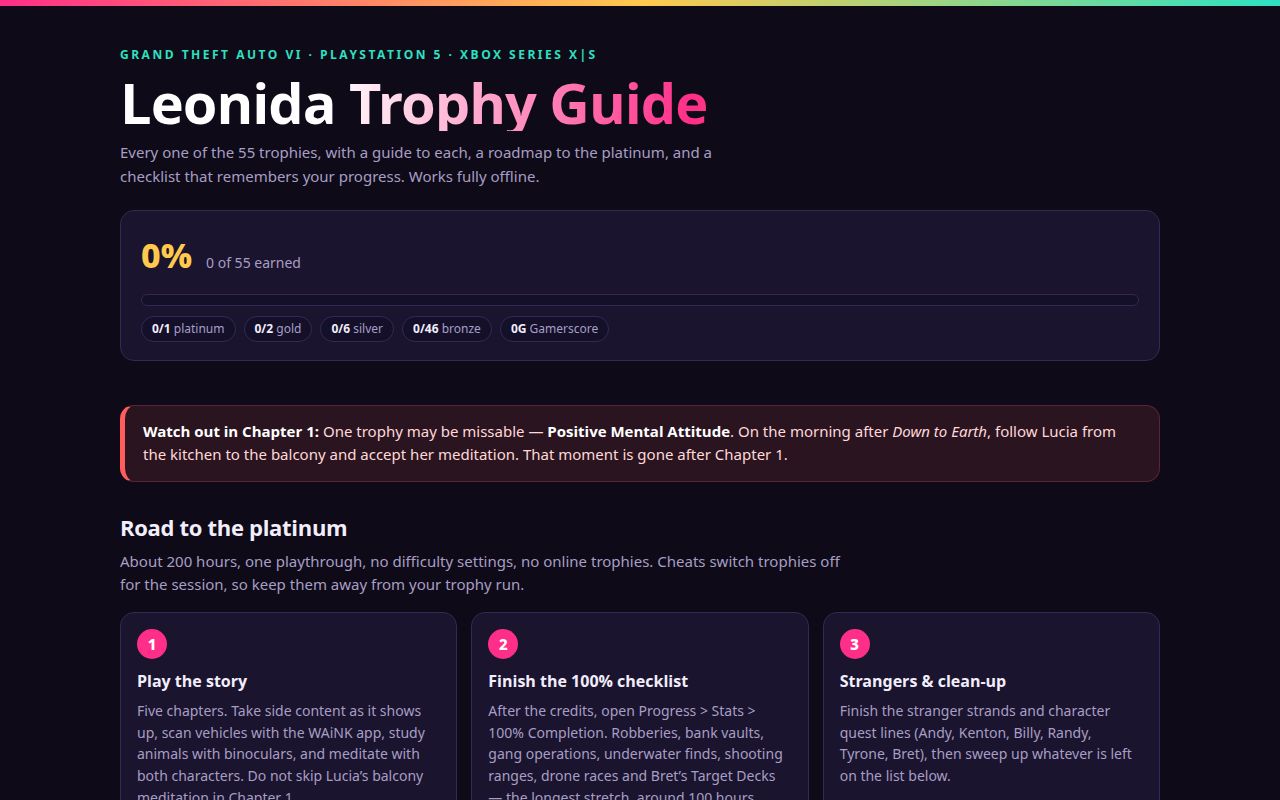 GRAND THEFT AUTO VI · PLAYSTATION 5 · XBOX SERIES X|S
Leonida Trophy Guide
Every one of the 55 trophies, with a guide to each, a roadmap to the platinum, and a
checklist that remembers your progress. Works fully offline.
0% 0 of 55 earned
0/1 platinum 0/2 gold 0/6 silver 0/46 bronze 0G Gamerscore
Watch out in Chapter 1: One trophy may be missable — Positive Mental Attitude. On the morning after Down to Earth, follow Lucia from
the kitchen to the balcony and accept her meditation. That moment is gone after Chapter 1.
Road to the platinum
About 200 hours, one playthrough, no difficulty settings, no online trophies. Cheats switch trophies off
for the session, so keep them away from your trophy run.
1
Play the story
Five chapters. Take side content as it shows
up, scan vehicles with the WAiNK app, study
animals with binoculars, and meditate with
both characters. Do not skip Lucia’s balcony
meditation in Chapter 1.
2
Finish the 100% checklist
After the credits, open Progress > Stats >
100% Completion. Robberies, bank vaults,
gang operations, underwater finds, shooting
ranges, drone races and Bret’s Target Decks
— the longest stretch, around 100 hours.
3
Strangers & clean-up
Finish the stranger strands and character
quest lines (Andy, Kenton, Billy, Randy,
Tyrone, Bret), then sweep up whatever is left
on the list below.